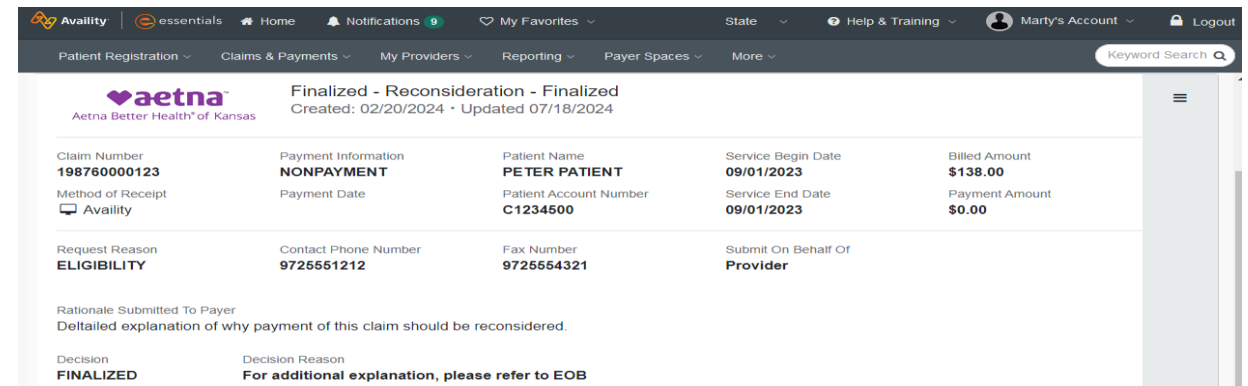 Availity essentials Home Notifications 9 My Favorites State Help & Training Marty's Account Logout
Patient Registration Claims & Payments My Providers Reporting Payer Spaces More Keyword Search
aetna™ Finalized - Reconsideration - Finalized
Aetna Better Health® of Kansas Created: 02/20/2024 • Updated 07/18/2024
Claim Number Payment Information Patient Name Service Begin Date Billed Amount
198760000123 NONPAYMENT PETER PATIENT 09/01/2023 $138.00
Method of Receipt Payment Date Patient Account Number Service End Date Payment Amount
Availity C1234500 09/01/2023 $0.00
Request Reason Contact Phone Number Fax Number Submit On Behalf Of
ELIGIBILITY 9725551212 9725554321 Provider
Rationale Submitted To Payer
Deltailed explanation of why payment of this claim should be reconsidered.
Decision Decision Reason
FINALIZED For additional explanation, please refer to EOB